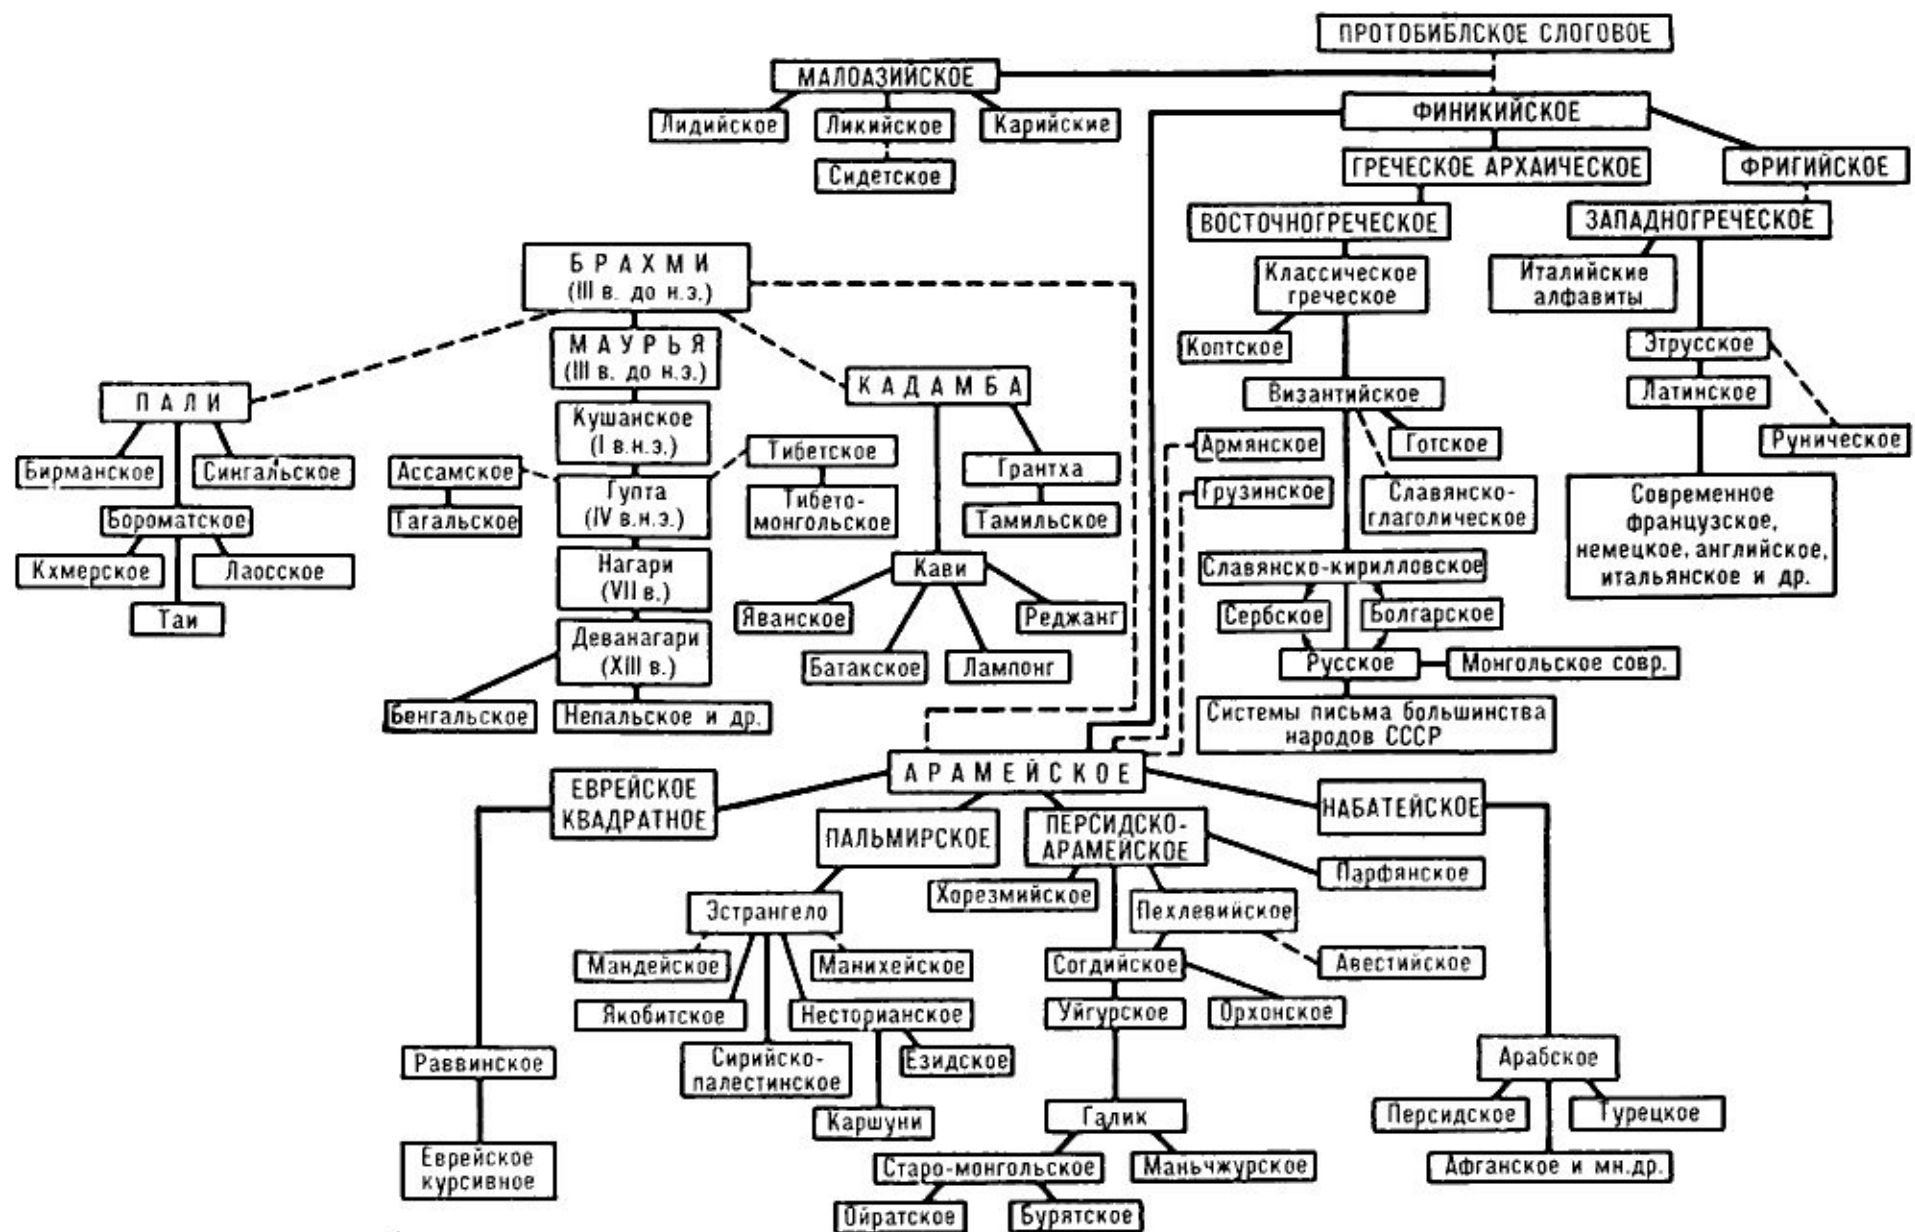 ПРОТОБИБЛСКОЕ СЛОГОВОЕ
МАЛОАЗИЙСКОЕ
Лидийское
Ликийское
Карийские
Сидетское
ФИНИКИЙСКОЕ
ГРЕЧЕСКОЕ АРХАИЧЕСКОЕ
ФРИГИЙСКОЕ
ВОСТОЧНОГРЕЧЕСКОЕ
ЗАПАДНОГРЕЧЕСКОЕ
Классическое
греческое
Италийские
алфавиты
Коптское
Этрусское
Византийское
Латинское
Армянское
Готское
Руническое
Грузинское
Славянско-
глаголическое
Современное
французское,
немецкое, английское,
итальянское и др.
Славянско-кирилловское
Сербское
Болгарское
Русское
Монгольское совр.
Системы письма большинства
народов СССР
БРАХМИ
(III в. до н.э.)
МАУРЬЯ
(III в. до н.э.)
ПАЛИ
КАДАМБА
Кушанское
(I в.н.э.)
Бирманское
Сингальское
Ассамское
Тибетское
Грантха
Гупта
(IV в.н.э.)
Бороматское
Тагальское
Тибето-
монгольское
Тамильское
Кхмерское
Лаосское
Нагари
(VII в.)
Кави
Таи
Яванское
Реджанг
Деванагари
(XIII в.)
Батакское
Лампонг
Бенгальское
Непальское и др.
АРАМЕЙСКОЕ
ЕВРЕЙСКОЕ
КВАДРАТНОЕ
ПАЛЬМИРСКОЕ
ПЕРСИДСКО-
АРАМЕЙСКОЕ
НАБАТЕЙСКОЕ
Парфянское
Хорезмийское
Эстрангело
Пехлевийское
Мандейское
Манихейское
Согдийское
Авестийское
Якобитское
Несторианское
Уйгурское
Орхонское
Раввинское
Сирийско-
палестинское
Езидское
Арабское
Каршуни
Галик
Персидское
Турецкое
Еврейское
курсивное
Старо-монгольское
Маньчжурское
Афганское и мн.др.
Ойратское
Бурятское